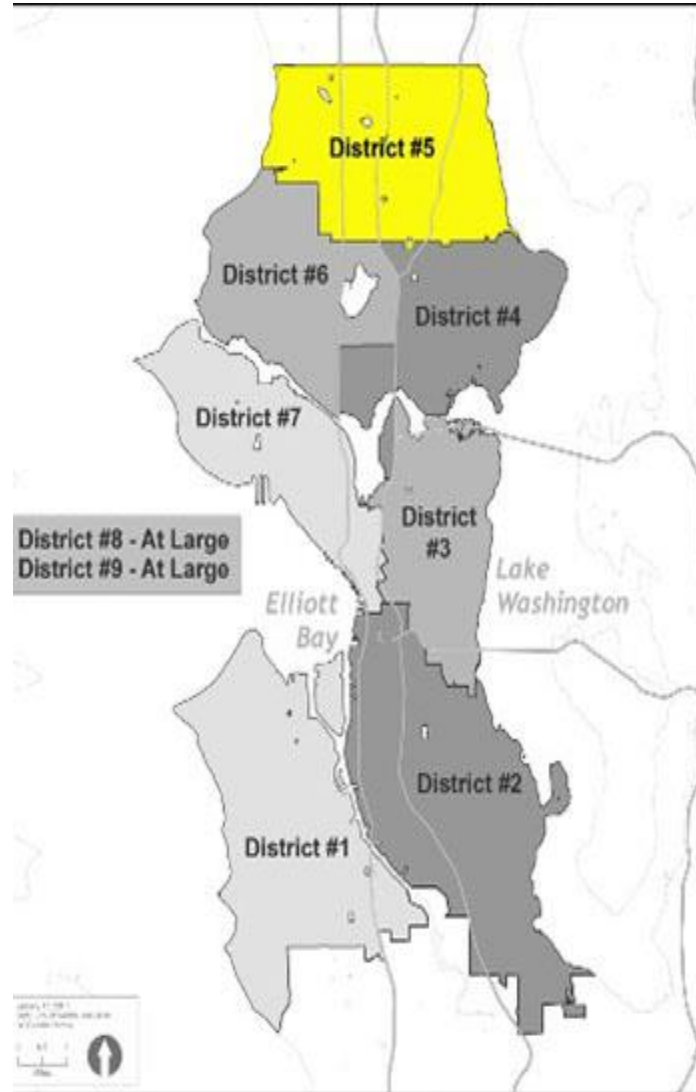 District #5
District #6
District #4
District #7
District
#3
District #8 - At Large
District #9 - At Large
Lake
Washington
Elliott
Bay
District #2
District #1